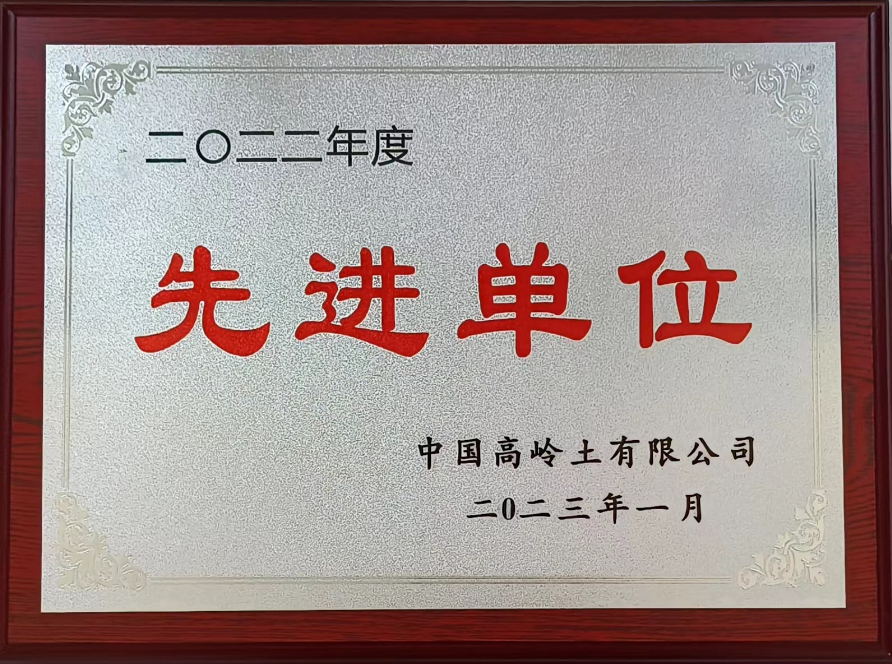 二〇二二年度
先进单位
中国高岭土有限公司
二0二三年一月